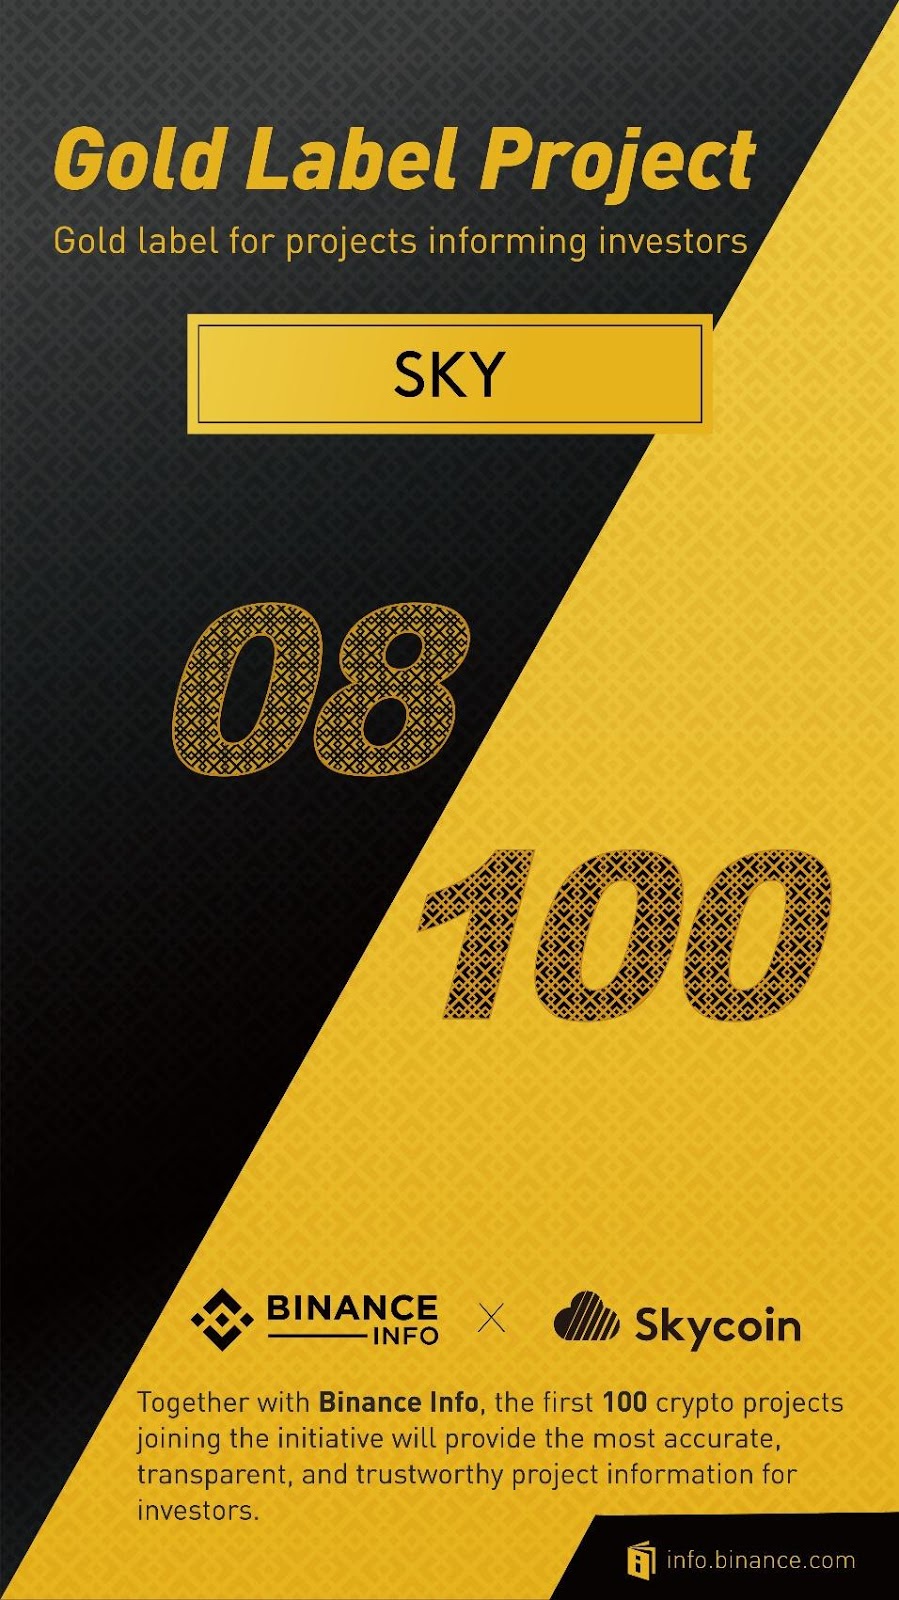 Gold Label Project
Gold label for projects informing investors
SKY
08
100
BINANCE
INFO
X
Skycoin
Together with Binance Info, the first 100 crypto projects
joining the initiative will provide the most accurate,
transparent, and trustworthy project information for
investors.
info.binance.com